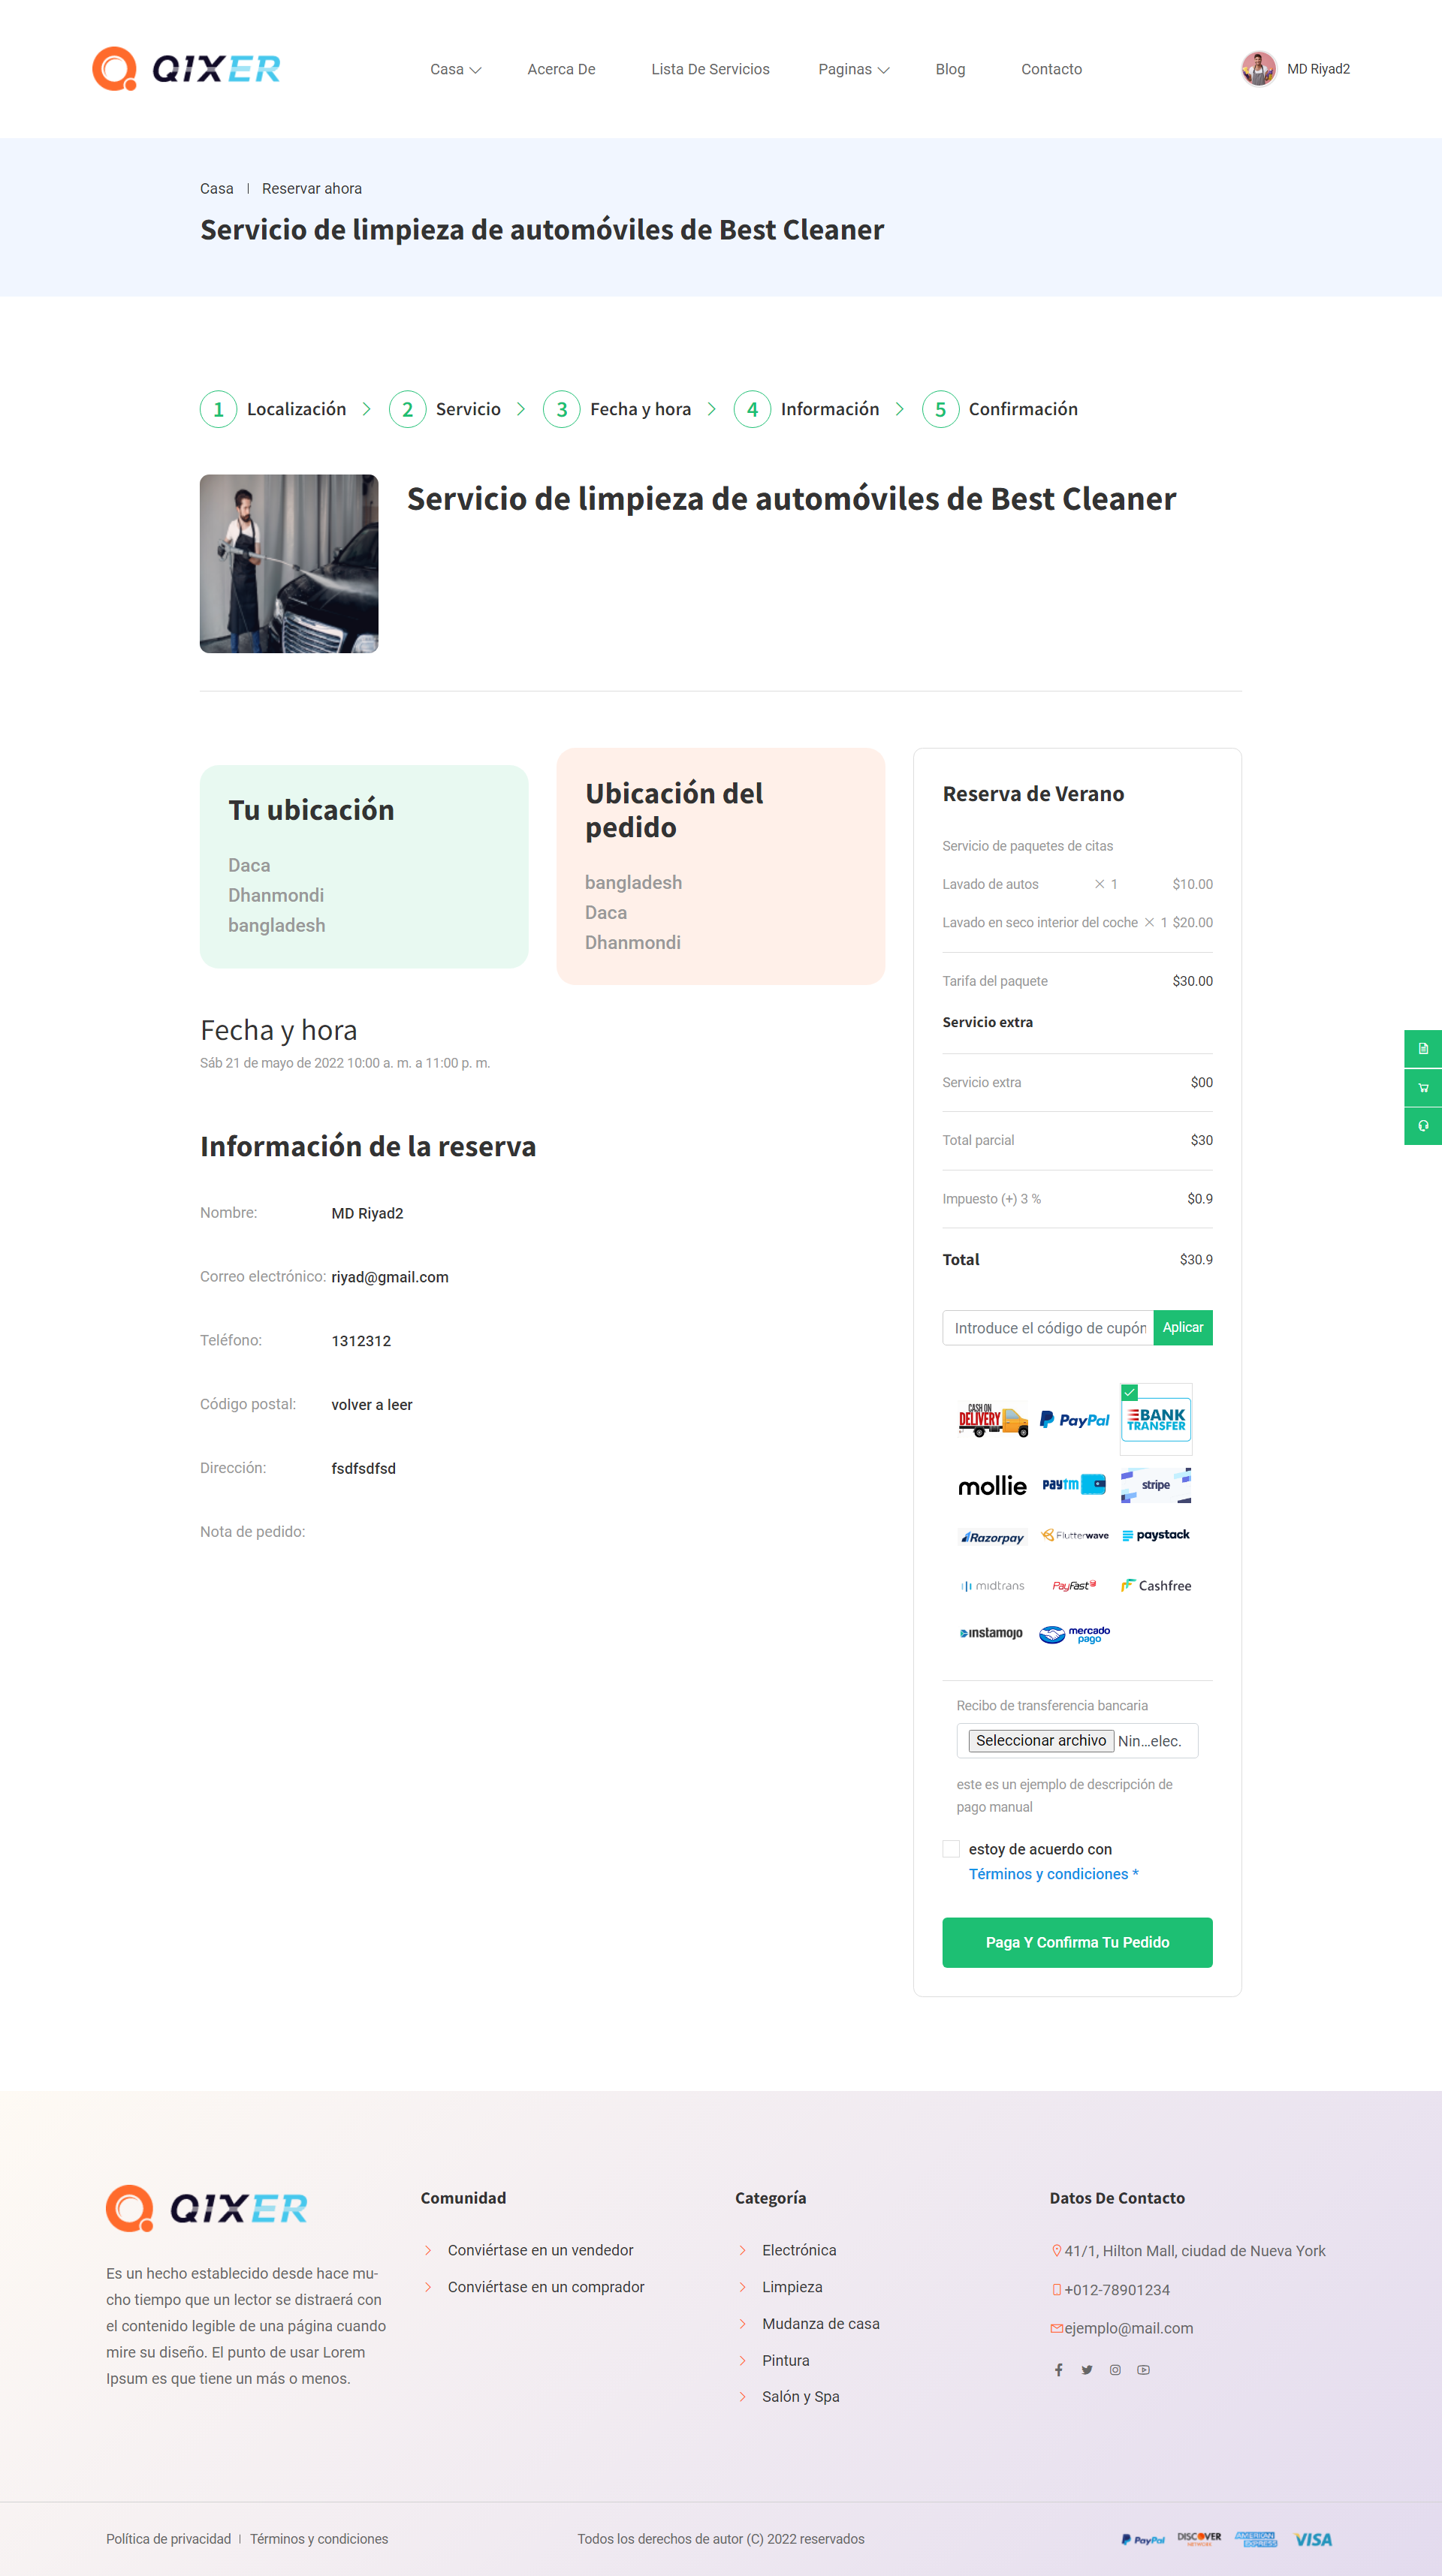 QIXER
Casa
Acerca De
Lista De Servicios
Paginas
Blog
Contacto
MD Riyad2
Casa
Reservar ahora
Servicio de limpieza de automóviles de Best Cleaner
1 Localización
2 Servicio
3 Fecha y hora
4 Información
5 Confirmación
Servicio de limpieza de automóviles de Best Cleaner
Tu ubicación
Daca
Dhanmondi
bangladesh
Ubicación del
pedido
bangladesh
Daca
Dhanmondi
Fecha y hora
Sáb 21 de mayo de 2022 10:00 a. m. a 11:00 p. m.
Información de la reserva
Nombre: MD Riyad2
Correo electrónico: riyad@gmail.com
Teléfono: 1312312
Código postal: volver a leer
Dirección: fsdfsdfsd
Nota de pedido:
Reserva de Verano
Servicio de paquetes de citas
Lavado de autos × 1 $10.00
Lavado en seco interior del coche × 1 $20.00
Tarifa del paquete $30.00
Servicio extra
Servicio extra $00
Total parcial $30
Impuesto (+) 3 % $0.9
Total $30.9
Introduce el código de cupón Aplicar
CASH ON
DELIVERY
PayPal
BANK
TRANSFER
mollie
paytm
stripe
Razorpay
Flutterwave
paystack
midtrans
PayFast
Cashfree
instamojo
mercado
pago
Recibo de transferencia bancaria
Seleccionar archivo Nin...elec.
este es un ejemplo de descripción de
pago manual
estoy de acuerdo con
Términos y condiciones *
Paga Y Confirma Tu Pedido
QIXER
Es un hecho establecido desde hace mu-
cho tiempo que un lector se distraerá con
el contenido legible de una página cuando
mire su diseño. El punto de usar Lorem
Ipsum es que tiene un más o menos.
Comunidad
Conviértase en un vendedor
Conviértase en un comprador
Categoría
Electrónica
Limpieza
Mudanza de casa
Pintura
Salón y Spa
Datos De Contacto
41/1, Hilton Mall, ciudad de Nueva York
+012-78901234
ejemplo@mail.com
Política de privacidad
Términos y condiciones
Todos los derechos de autor (C) 2022 reservados
PayPal
DISCOVER
NETWORK
AMERICAN
EXPRESS
VISA